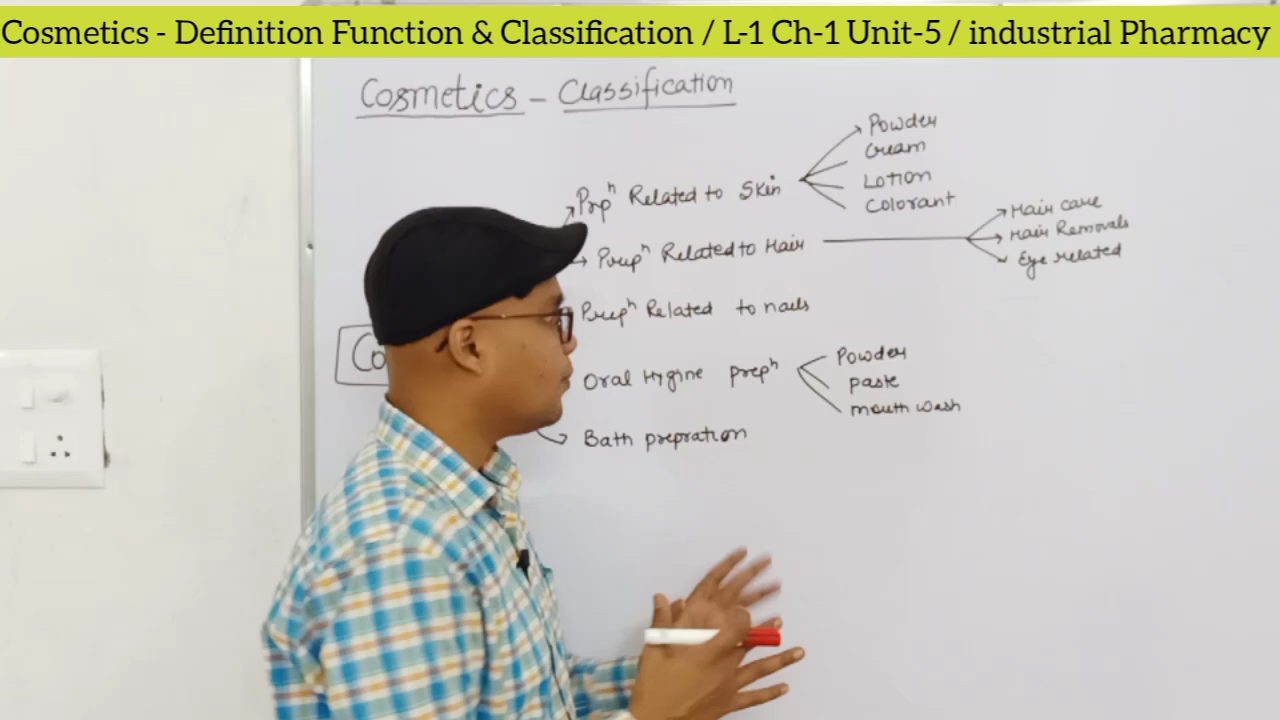 Cosmetics - Definition Function & Classification / L-1 Ch-1 Unit-5 / industrial Pharmacy
Cosmetics - Classification
Prpⁿ Related to Skin
Powder
Cream
Lotion
Colorant
Prepⁿ Related to Hair
Hair care
Hair Removals
Eye related
Prepⁿ Related to nails
Co
Oral Hygine prepⁿ
Powder
paste
mouth wash
Bath prepration